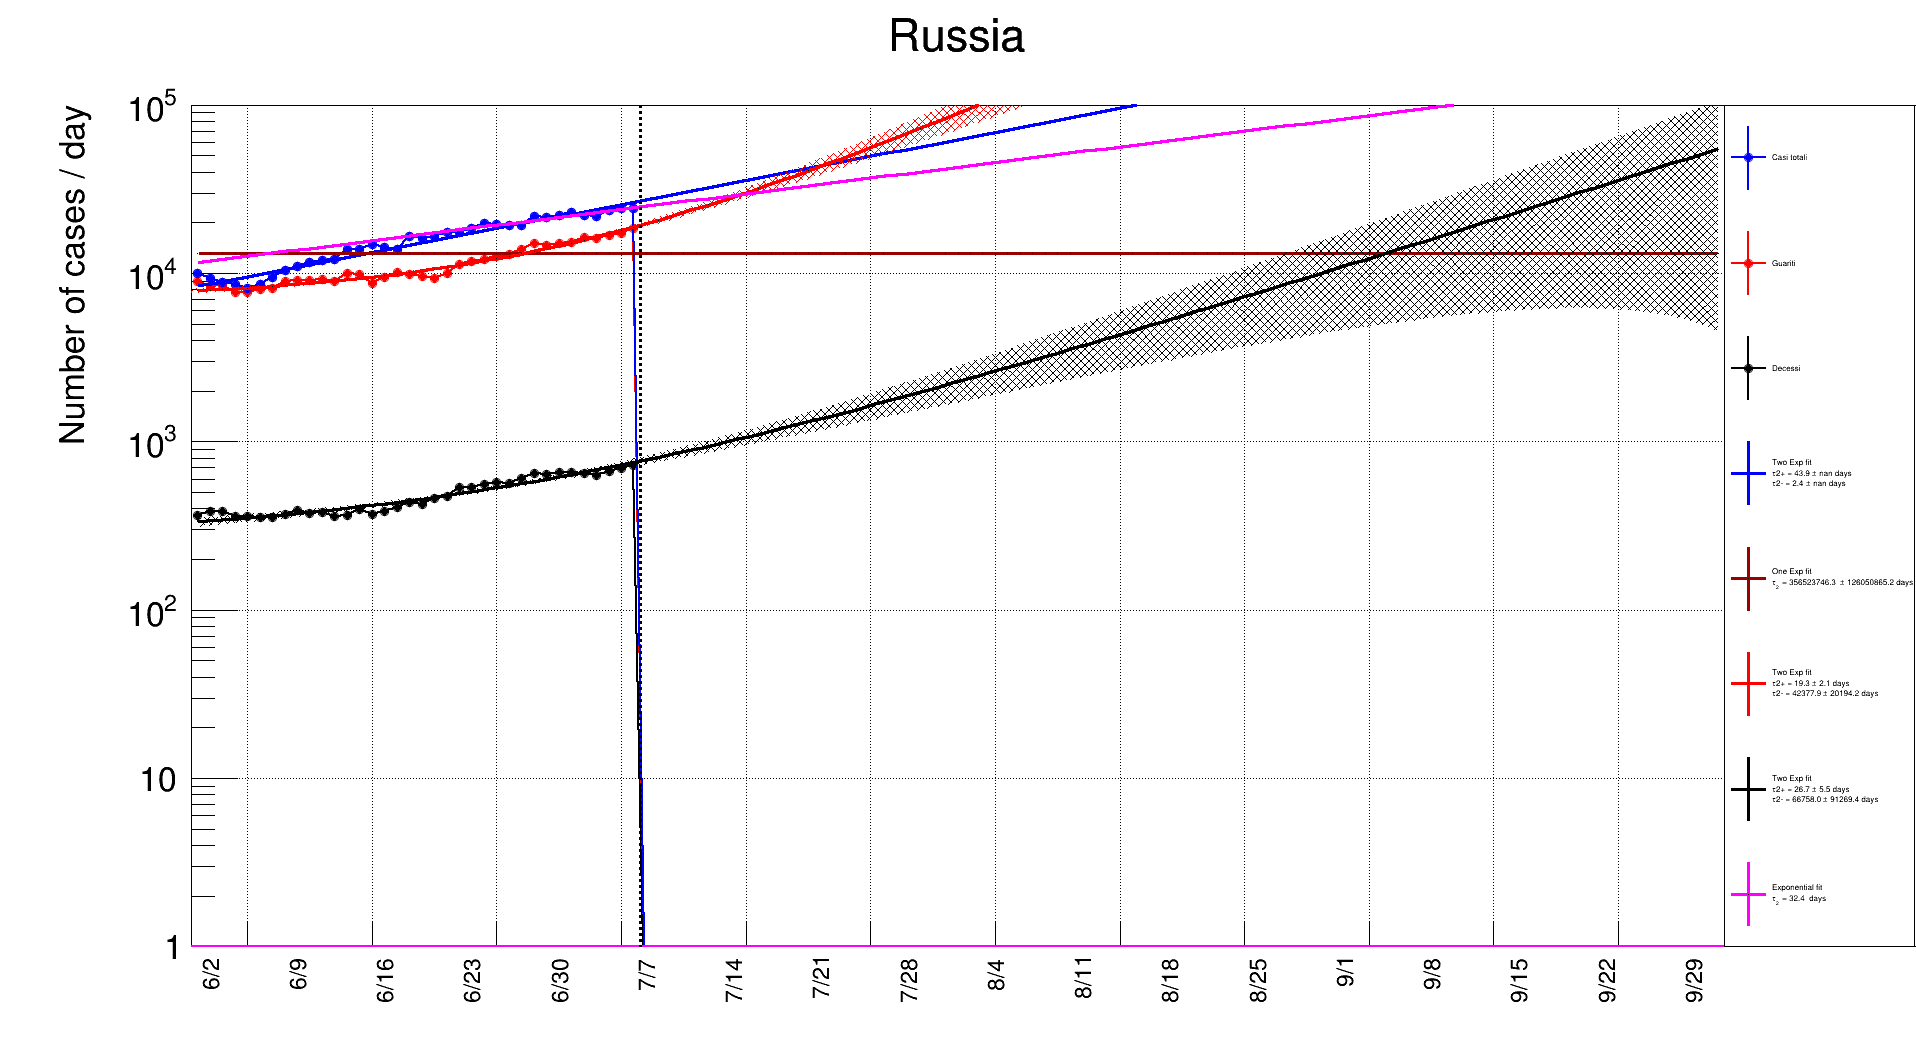 Russia
Number of cases / day
10^5
10^4
10^3
10^2
10
1
6/2
6/9
6/16
6/23
6/30
7/7
7/14
7/21
7/28
8/4
8/11
8/18
8/25
9/1
9/8
9/15
9/22
9/29
Casi totali
Guariti
Decessi
Two Exp fit
τ2+ = 43.9 ± nan days
τ2- = 2.4 ± nan days
One Exp fit
τ₂ = 356523746.3 ± 126050865.2 days
Two Exp fit
τ2+ = 19.3 ± 2.1 days
τ2- = 42377.9 ± 20194.2 days
Two Exp fit
τ2+ = 26.7 ± 5.5 days
τ2- = 66758.0 ± 91269.4 days
Exponential fit
τ₂ = 32.4 days